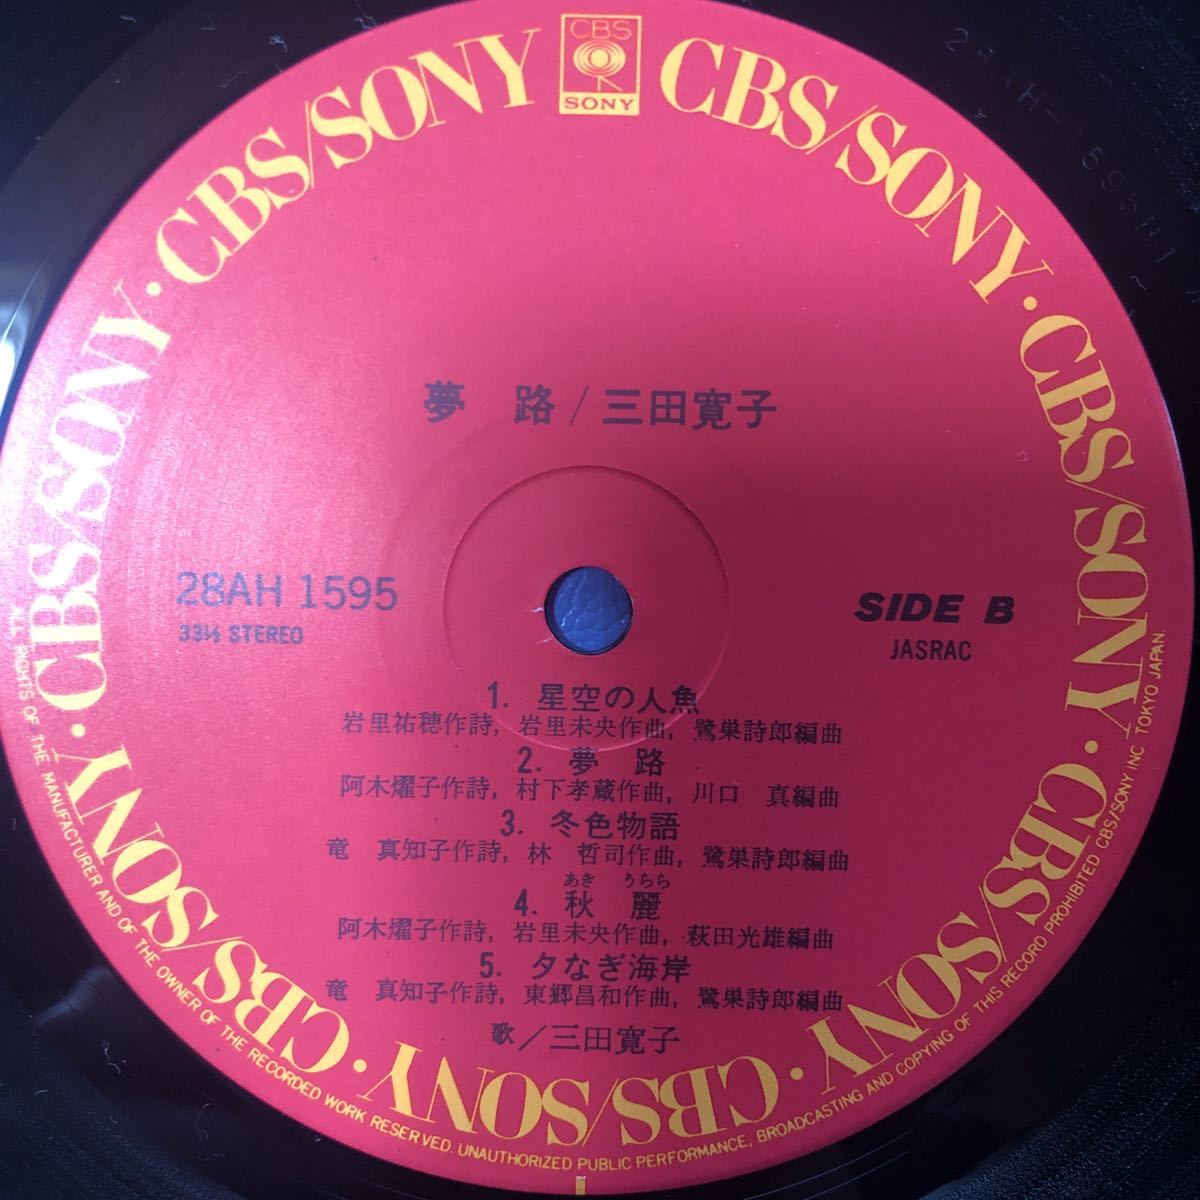 CBS
SONY
CBS/SONY · CBS/SONY · CBS/SONY · CBS/SONY · CBS/SONY · CBS/SONY · CBS/SONY · CBS/SONY
28AH-1595B1
夢 路 / 三田寛子
28AH 1595
33⅓ STEREO
SIDE B
JASRAC
1. 星空の人魚
岩里祐穂作詩, 岩里未央作曲, 鷺巣詩郎編曲
2. 夢 路
阿木燿子作詩, 村下孝蔵作曲, 川口 真編曲
3. 冬色物語
竜 真知子作詩, 林 哲司作曲, 鷺巣詩郎編曲
あき うらら
4. 秋 麗
阿木燿子作詩, 岩里未央作曲, 萩田光雄編曲
5. 夕なぎ海岸
竜 真知子作詩, 東郷昌和作曲, 鷺巣詩郎編曲
歌/三田寛子
RIGHTS OF THE MANUFACTURER AND OF THE OWNER OF THE RECORDED WORK RESERVED. UNAUTHORIZED PUBLIC PERFORMANCE, BROADCASTING AND COPYING OF THIS RECORD PROHIBITED CBS/SONY INC TOKYO JAPAN.